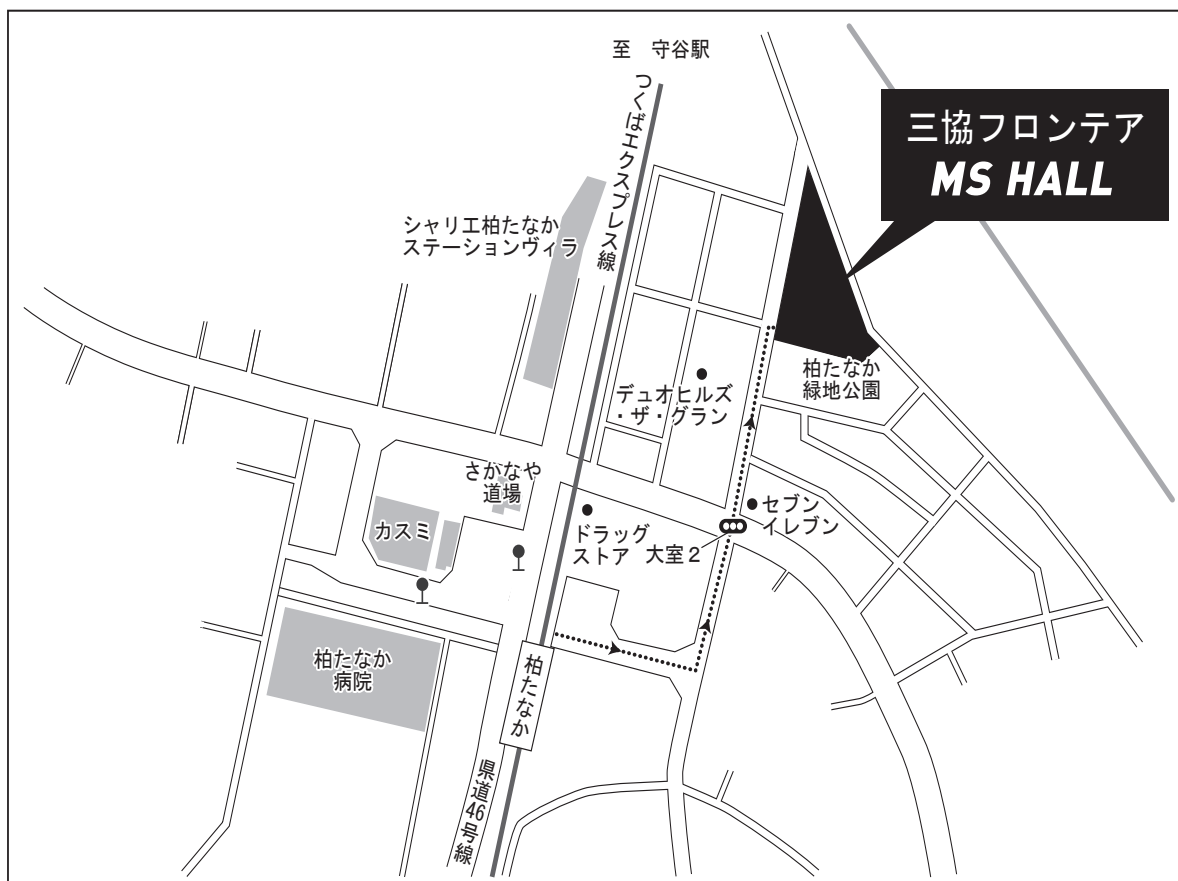 至　守谷駅
つくばエクスプレス線
三協フロンテア
MS HALL
シャリエ柏たなか
ステーションヴィラ
柏たなか
緑地公園
デュオヒルズ
・ザ・グラン
さかなや
道場
カスミ
セブン
イレブン
ドラッグ
ストア
大室2
柏たなか
病院
柏たなか
県道46号線